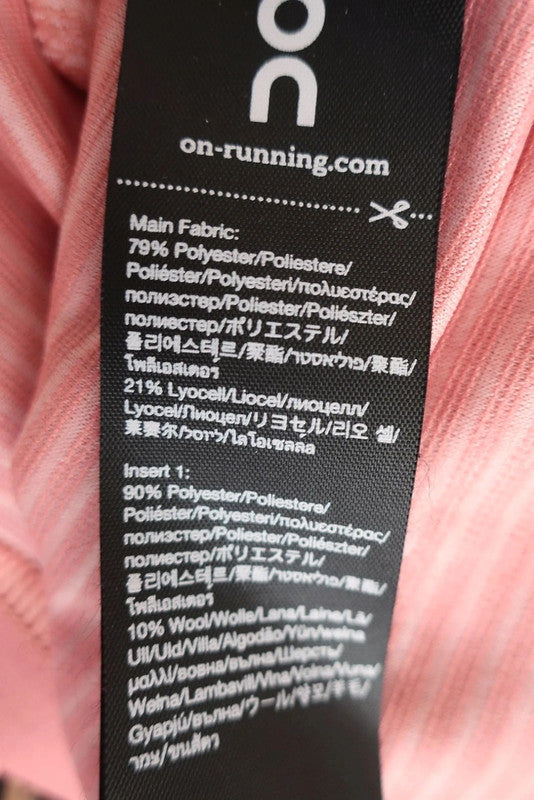 on
on-running.com
Main Fabric:
79% Polyester/Poliestere/
Poliéster/Polyesteri/πολυεστέρας/
полиэстер/Poliester/Poliészter/
полиестер/ポリエステル/
폴리에스테르/聚酯/פוליאסטר/聚酯/
โพลีเอสเตอร์
21% Lyocell/Liocel/лиоцелл/
Lyocel/Лиоцел/リヨセル/리오 셀/
莱赛尔/ליוסל/ไลโอเซลล์ล
Insert 1:
90% Polyester/Poliestere/
Poliéster/Polyesteri/πολυεστέρας/
полиэстер/Poliester/Poliészter/
полиестер/ポリエステル/
폴리에스테르/聚酯/פוליאסטר/聚酯/
โพลีเอสเตอร์
10% Wool/Wolle/Lana/Laine/Lã/
Ull/Uld/Villa/Algodão/Yün/
μαλλί/вовна/вълна/Шерсть/
Wełna/Lambavill/Vlna/Volna/
Gyapjú/вълна/ウール/양모/羊毛/
צמר/ขนสัตว์